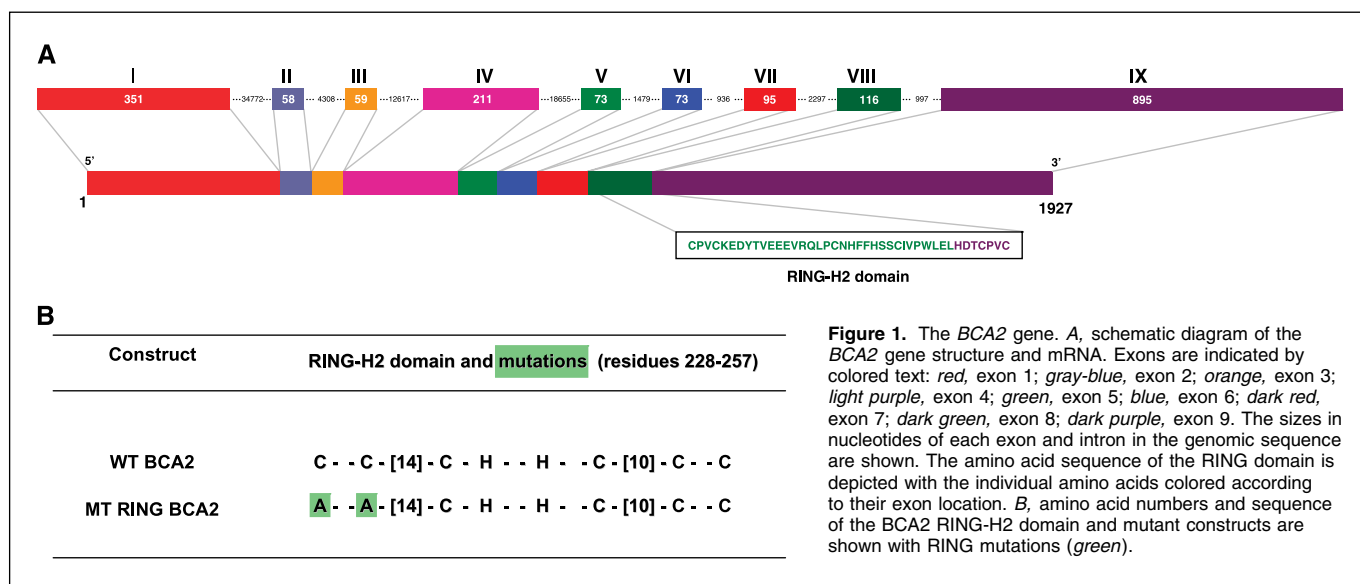 A
I II III IV V VI VII VIII IX
351 ···34772··· 58 ···4308··· 59 ···12617··· 211 ···18655··· 73 ···1479··· 73 ··· 936 ··· 95 ··· 2297 ··· 116 ··· 997 ··· 895
5' 3'
1 1927
CPVCKEDYTVEEEVRQLPCNHFFHSSCIVPWLELHDTCPVC
RING-H2 domain
B
Construct RING-H2 domain and mutations (residues 228-257)
WT BCA2 C - - C - [14] - C - H - - H - - C - [10] - C - - C
MT RING BCA2 A - - A - [14] - C - H - - H - - C - [10] - C - - C
Figure 1. The BCA2 gene. A, schematic diagram of the
BCA2 gene structure and mRNA. Exons are indicated by
colored text: red, exon 1; gray-blue, exon 2; orange, exon 3;
light purple, exon 4; green, exon 5; blue, exon 6; dark red,
exon 7; dark green, exon 8; dark purple, exon 9. The sizes in
nucleotides of each exon and intron in the genomic sequence
are shown. The amino acid sequence of the RING domain is
depicted with the individual amino acids colored according
to their exon location. B, amino acid numbers and sequence
of the BCA2 RING-H2 domain and mutant constructs are
shown with RING mutations (green).